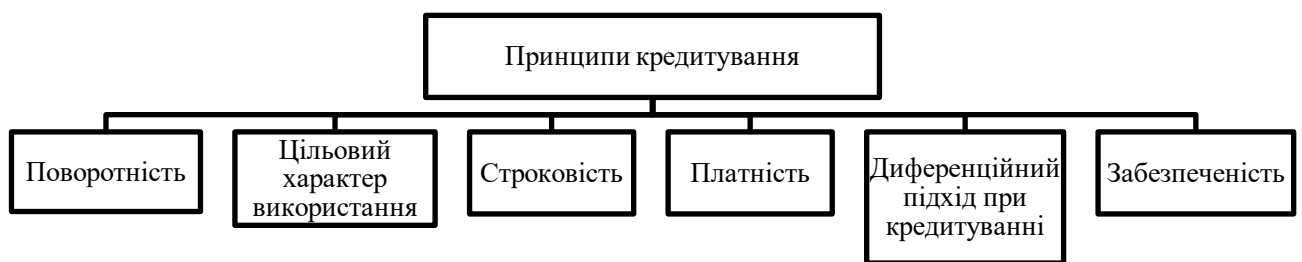 Принципи кредитування
Поворотність
Цільовий
характер
використання
Строковість
Платність
Диференційний
підхід при
кредитуванні
Забезпеченість